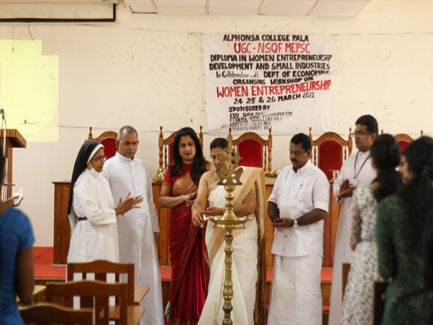 ALPHONSA COLLEGE PALA
UGC - NSQF MEPSC
DIPLOMA IN WOMEN ENTREPRENEURSHIP
DEVELOPMENT AND SMALL INDUSTRIES
In Collaboration with DEPT OF ECONOMICS
ORGANISING WORKSHOP ON
WOMEN ENTREPRENEURSHIP
24 25 & 26 MARCH 2021
SPONSORED BY